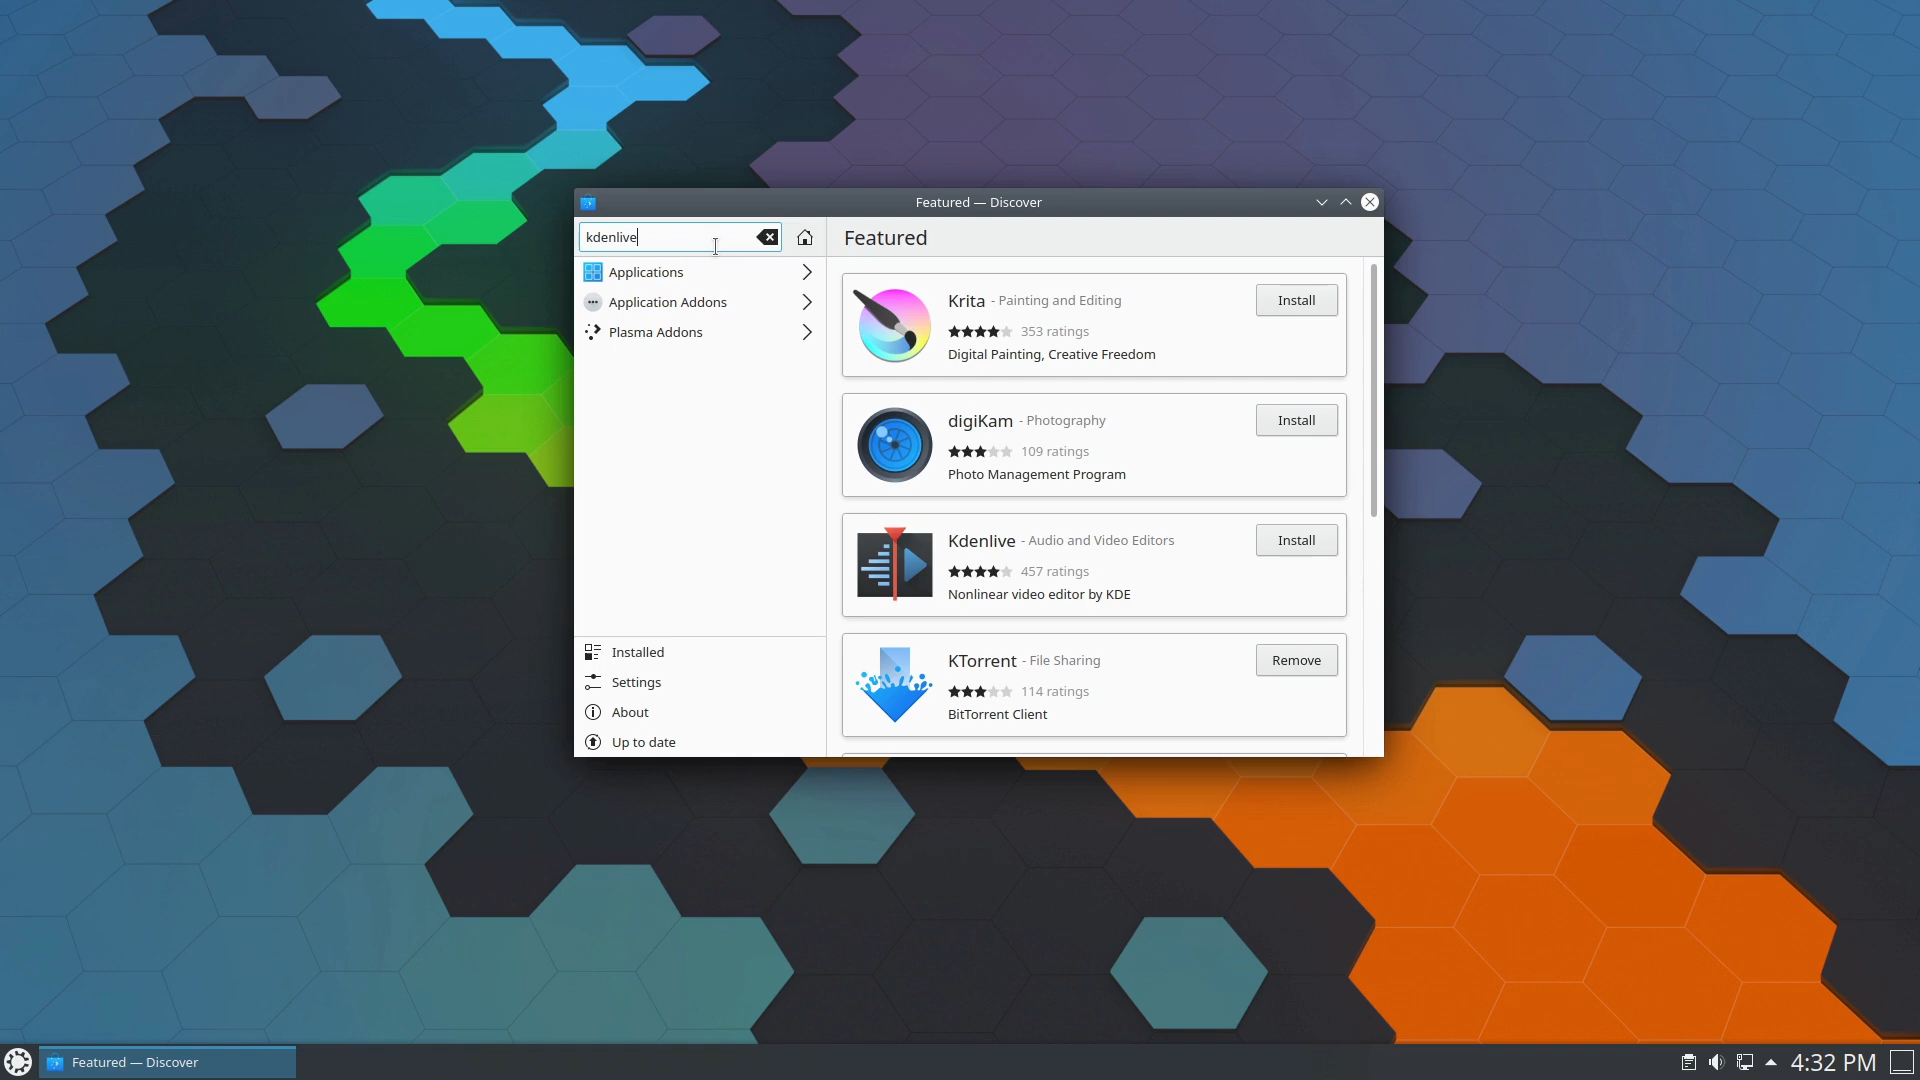 Featured — Discover
kdenlive
Featured
Applications
Application Addons
Plasma Addons
Installed
Settings
About
Up to date
Krita - Painting and Editing
Install
353 ratings
Digital Painting, Creative Freedom
digiKam - Photography
Install
109 ratings
Photo Management Program
Kdenlive - Audio and Video Editors
Install
457 ratings
Nonlinear video editor by KDE
KTorrent - File Sharing
Remove
114 ratings
BitTorrent Client
Featured — Discover
4:32 PM